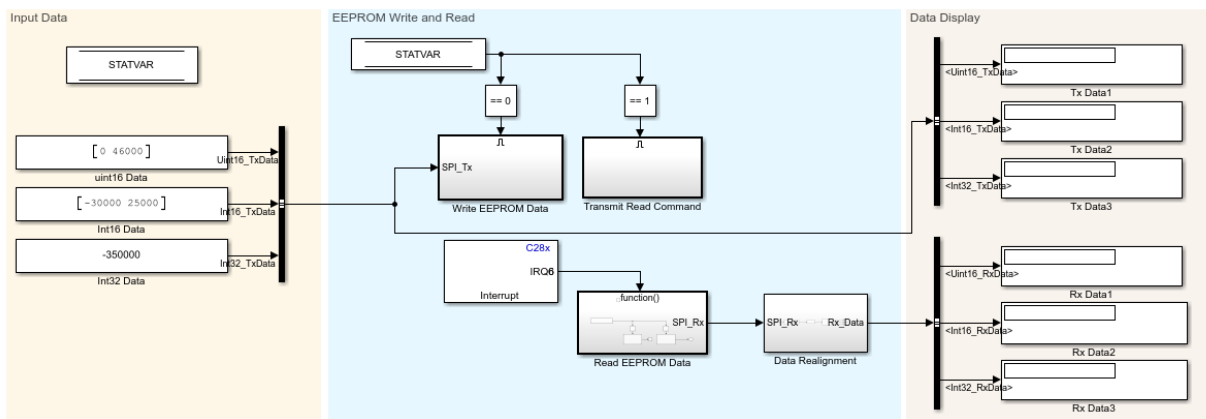 Input Data
STATVAR
[0 46000]
Uint16_TxData
uint16 Data
[-30000 25000]
Int16_TxData
Int16 Data
-350000
Int32_TxData
Int32 Data
EEPROM Write and Read
STATVAR
== 0
== 1
SPI_Tx
Write EEPROM Data
Transmit Read Command
C28x
IRQ6
Interrupt
function()
SPI_Rx
Read EEPROM Data
SPI_Rx
Rx_Data
Data Realignment
Data Display
<Uint16_TxData>
Tx Data1
<Int16_TxData>
Tx Data2
<Int32_TxData>
Tx Data3
<Uint16_RxData>
Rx Data1
<Int16_RxData>
Rx Data2
<Int32_RxData>
Rx Data3